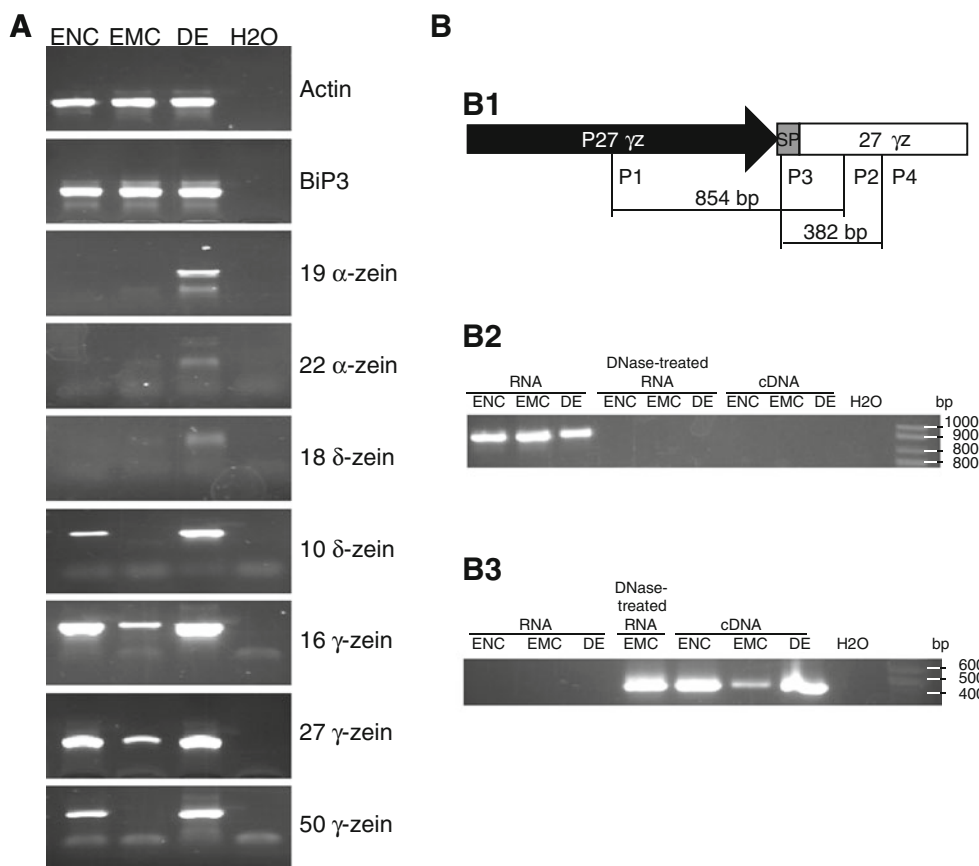 A
ENC EMC DE H2O
Actin
BiP3
19 α-zein
22 α-zein
18 δ-zein
10 δ-zein
16 γ-zein
27 γ-zein
50 γ-zein
B
B1
P27 γz SP 27 γz
P1 P3 P2 P4
854 bp
382 bp
B2
DNase-treated
RNA RNA cDNA
ENC EMC DE ENC EMC DE ENC EMC DE H2O bp
1000
900
800
800
B3
DNase-
treated
RNA RNA cDNA
ENC EMC DE EMC ENC EMC DE H2O bp
600
500
400